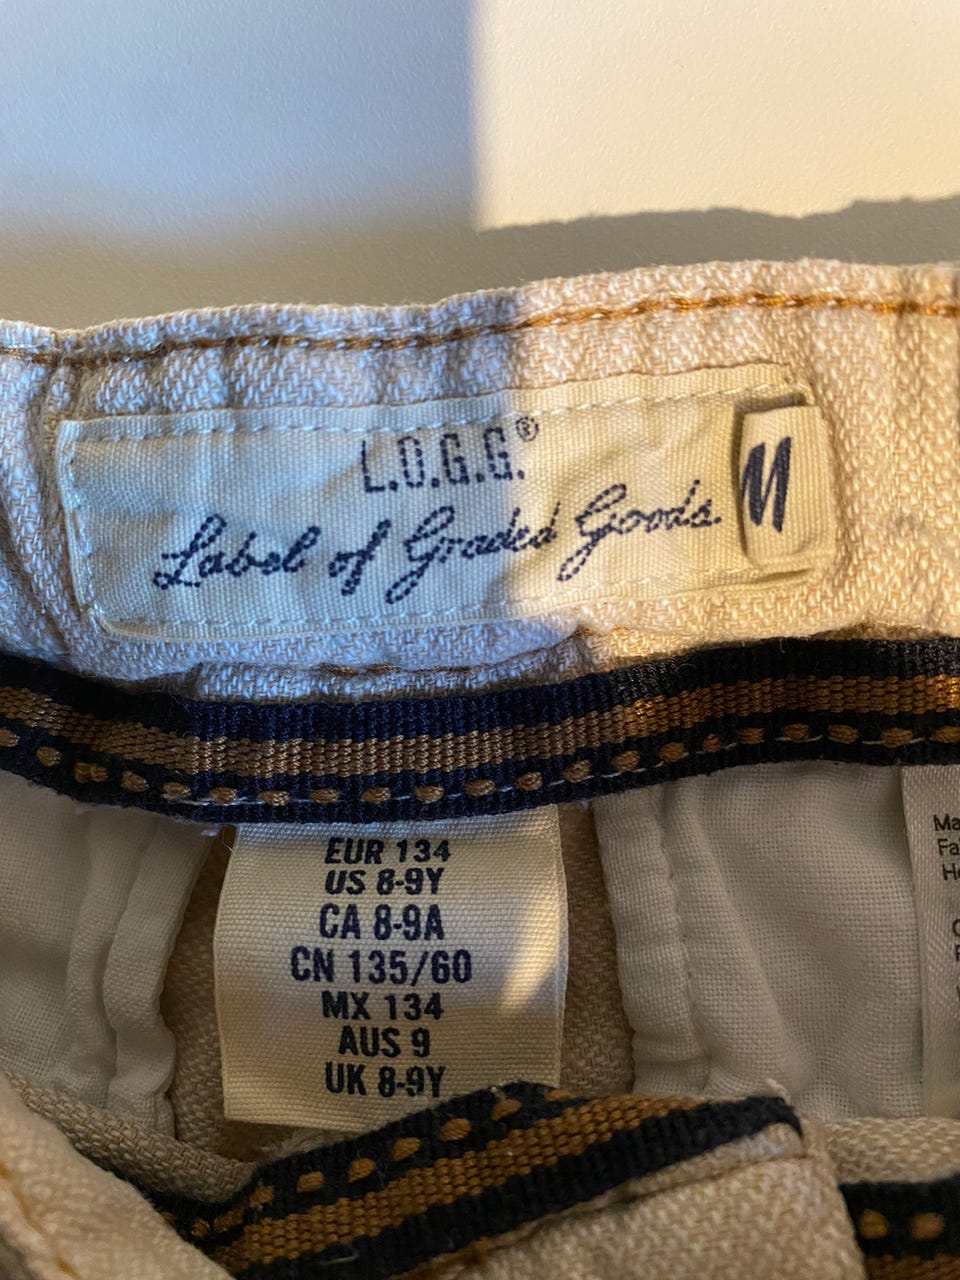 L.O.G.G.®
Label of Graded Goods. M
EUR 134
US 8-9Y
CA 8-9A
CN 135/60
MX 134
AUS 9
UK 8-9Y